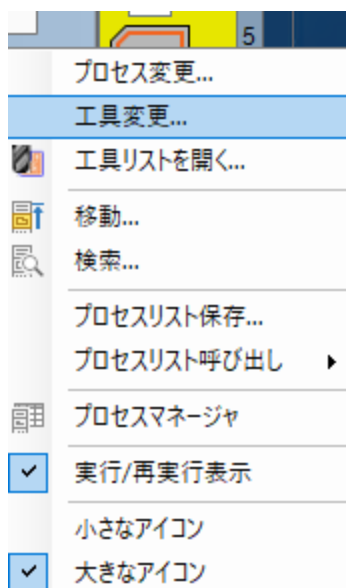 5
プロセス変更...
工具変更...
工具リストを開く...
移動...
検索...
プロセスリスト保存...
プロセスリスト呼び出し
プロセスマネージャ
実行/再実行表示
小さなアイコン
大きなアイコン